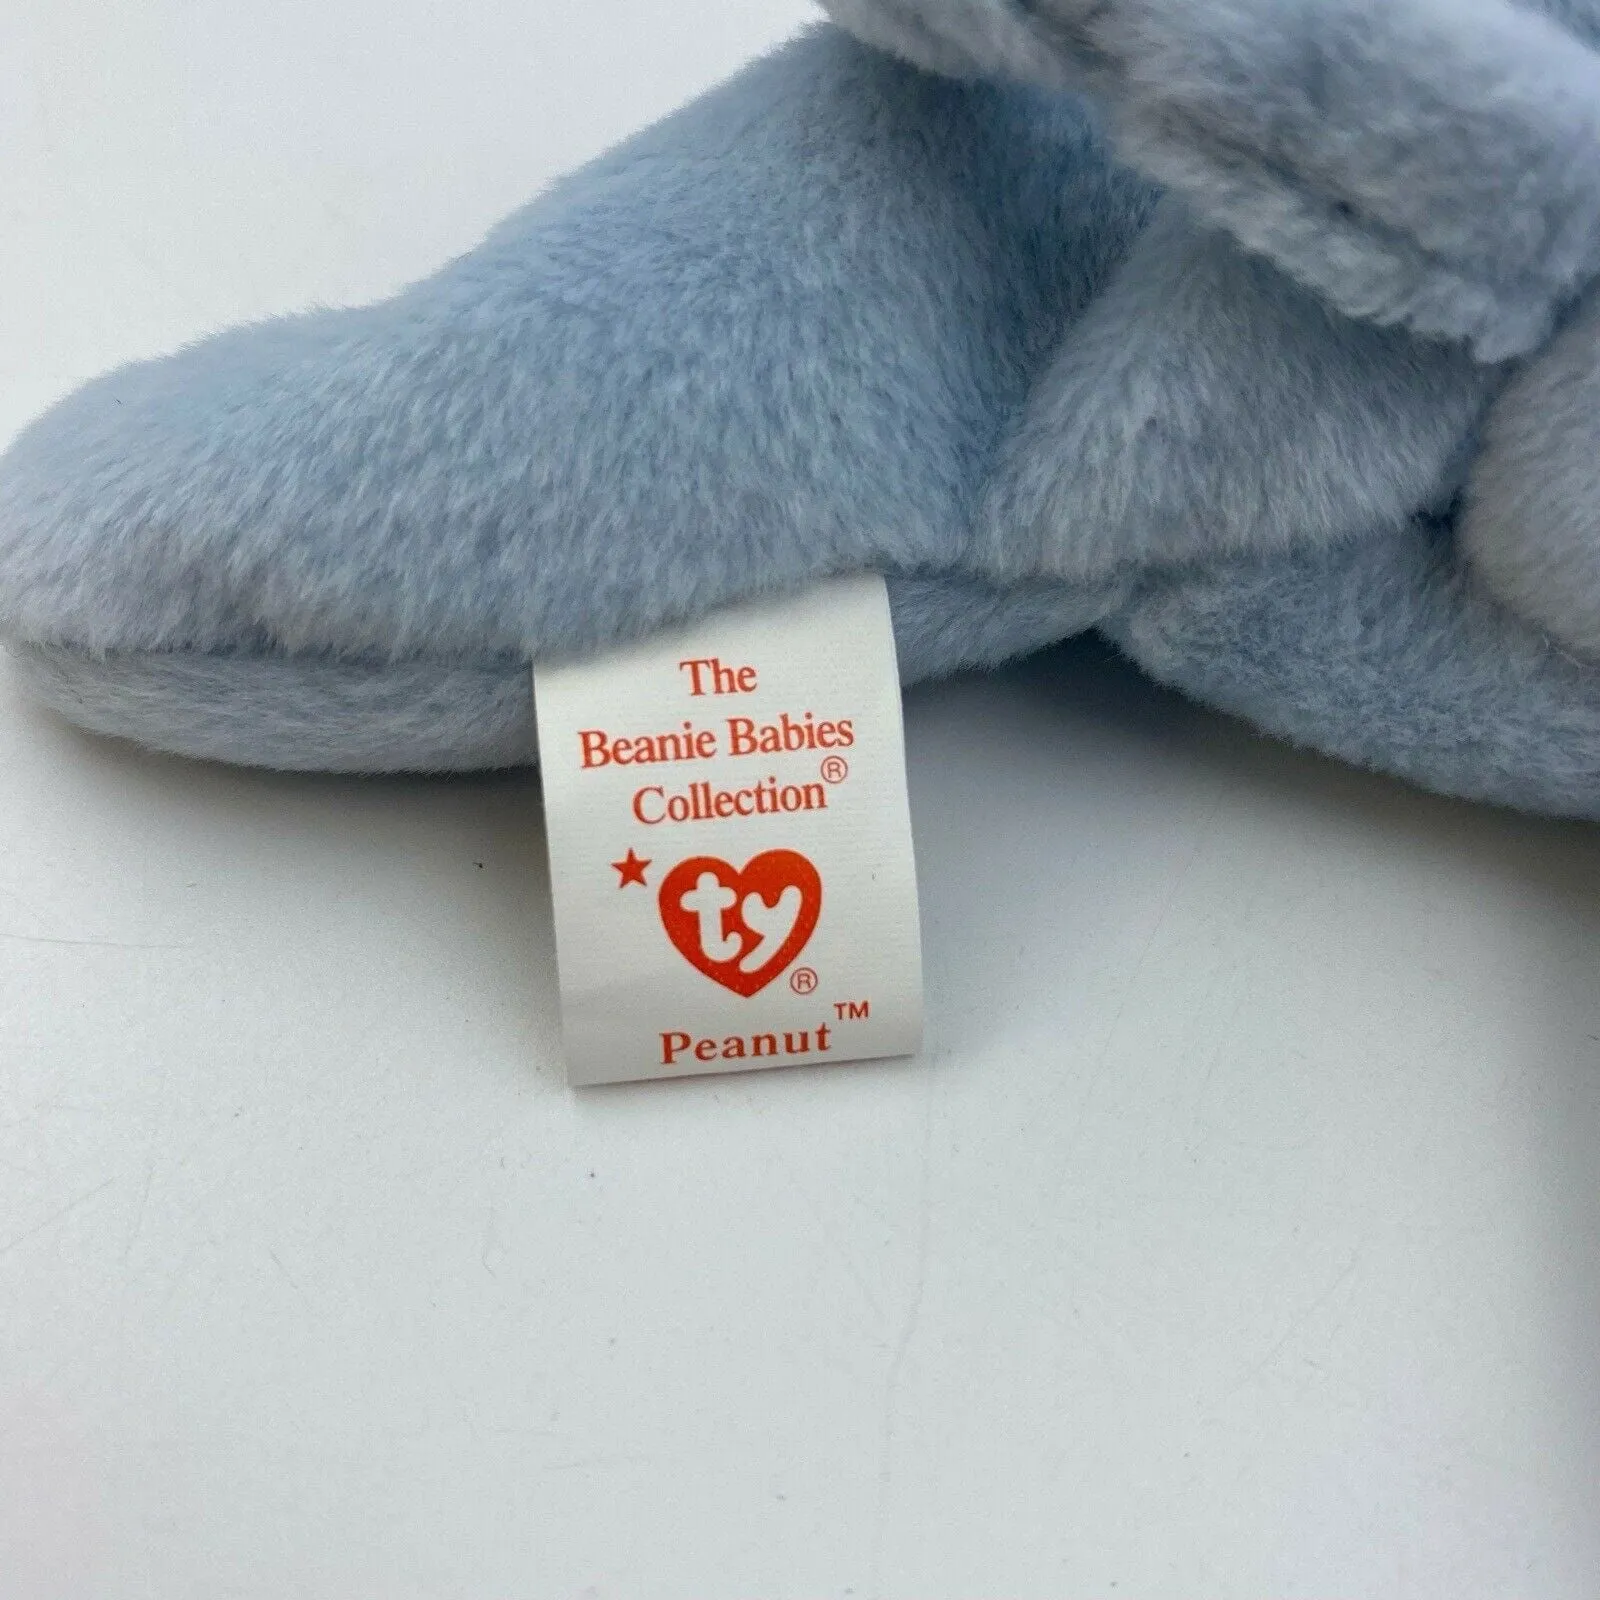 The
Beanie Babies
Collection®
ty®
Peanut™